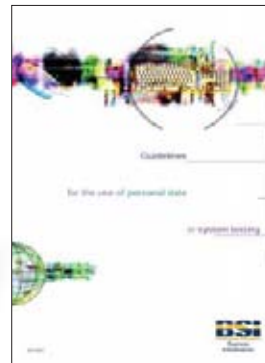 Guidelines
for the use of personal data
in system testing
BSI